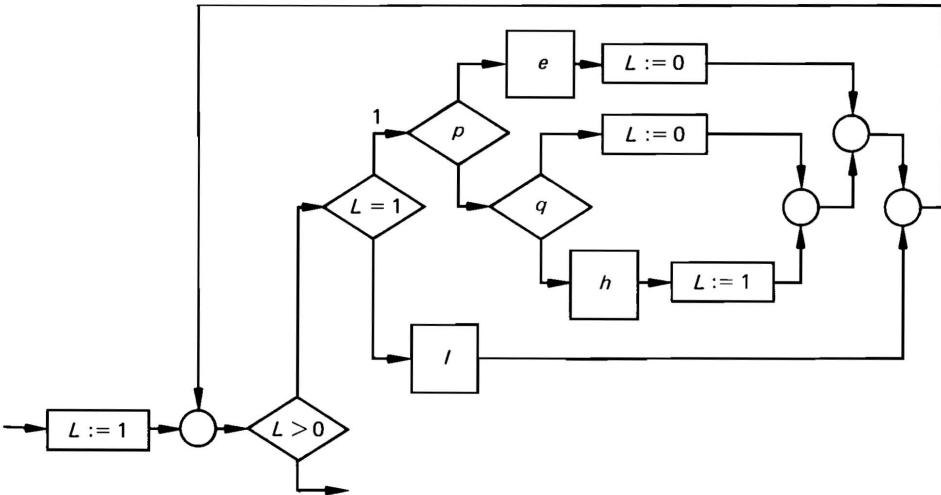 e
L := 0
1
p
L := 0
L = 1
q
h
L := 1
I
L := 1
L > 0